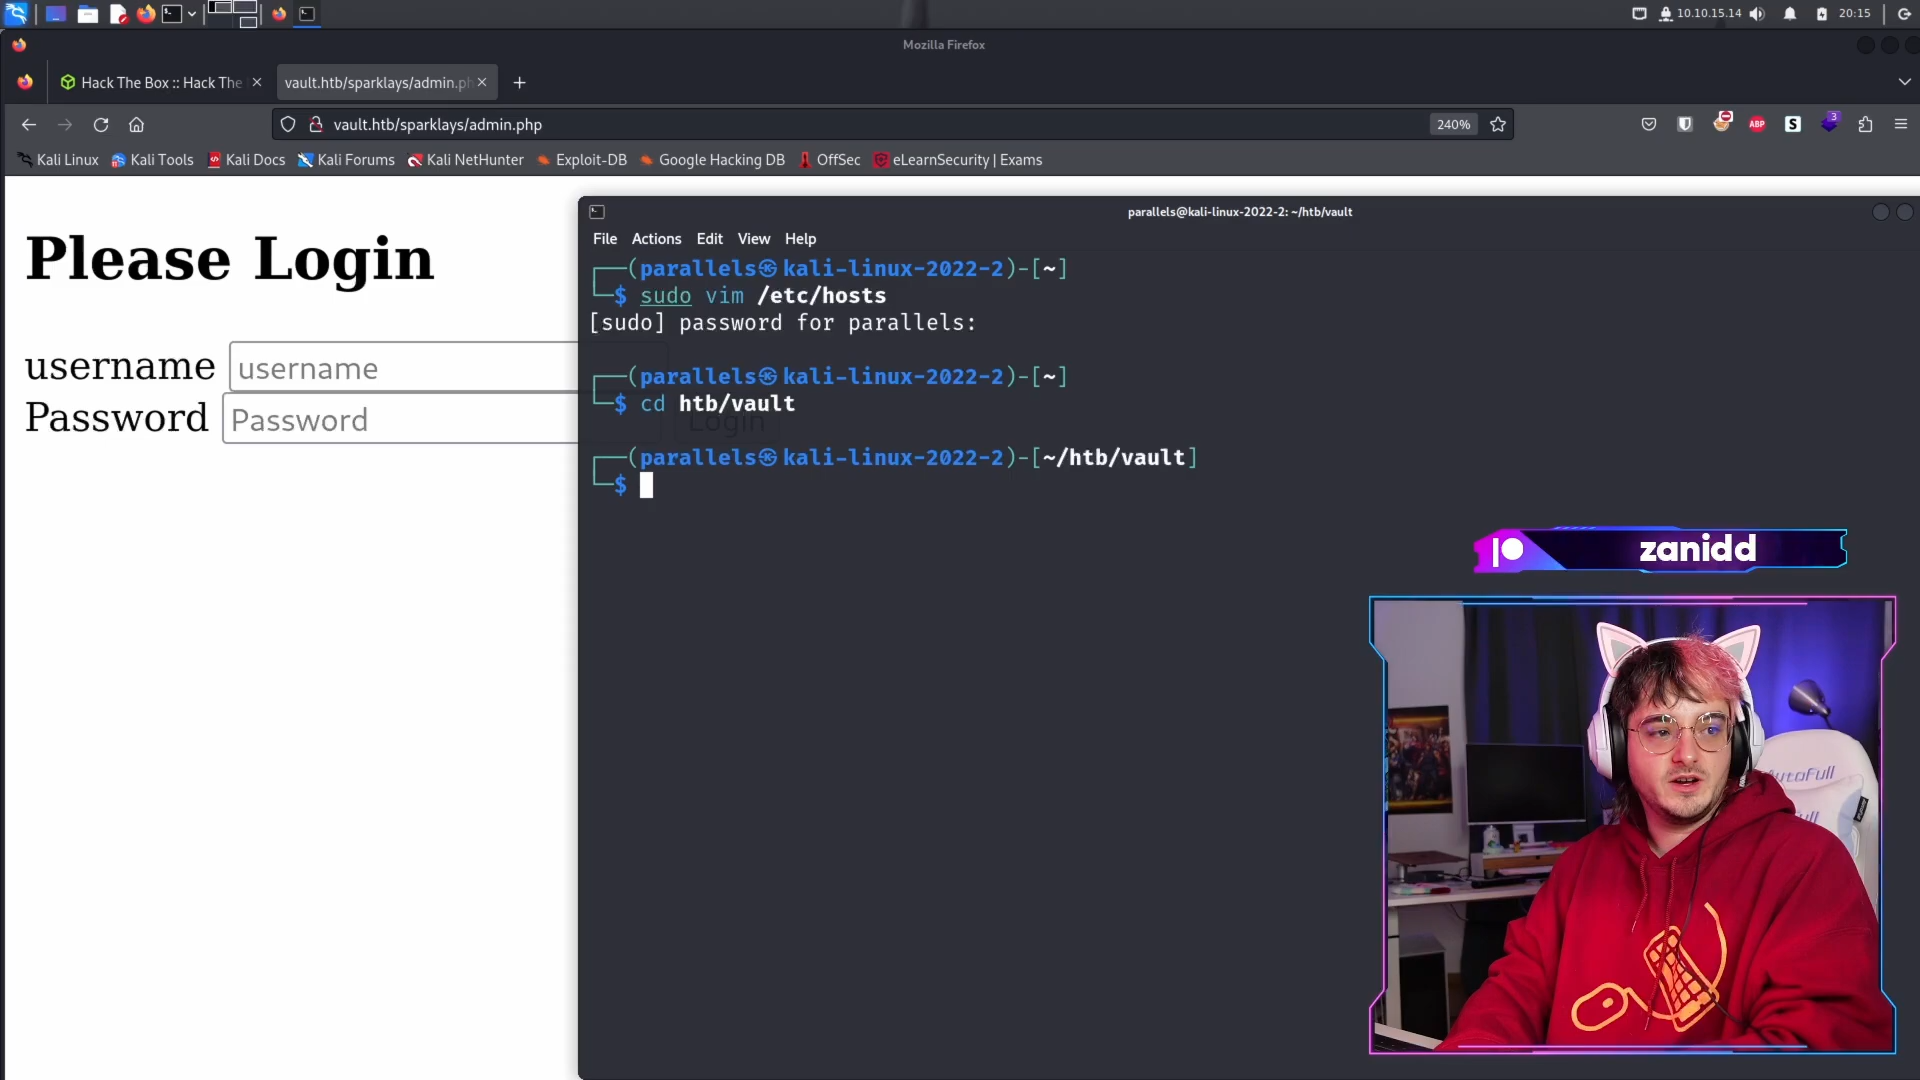 10.10.15.14
20:15
Mozilla Firefox
Hack The Box :: Hack The
vault.htb/sparklays/admin.ph
vault.htb/sparklays/admin.php
240%
ABP
S
3
Kali Linux
Kali Tools
Kali Docs
Kali Forums
Kali NetHunter
Exploit-DB
Google Hacking DB
OffSec
eLearnSecurity | Exams
Please Login
username
username
Password
Password
Login
parallels@kali-linux-2022-2: ~/htb/vault
File Actions Edit View Help
┌──(parallels㉿kali-linux-2022-2)-[~]
└─$ sudo vim /etc/hosts
[sudo] password for parallels:
┌──(parallels㉿kali-linux-2022-2)-[~]
└─$ cd htb/vault
┌──(parallels㉿kali-linux-2022-2)-[~/htb/vault]
└─$
zanidd
AutoFull